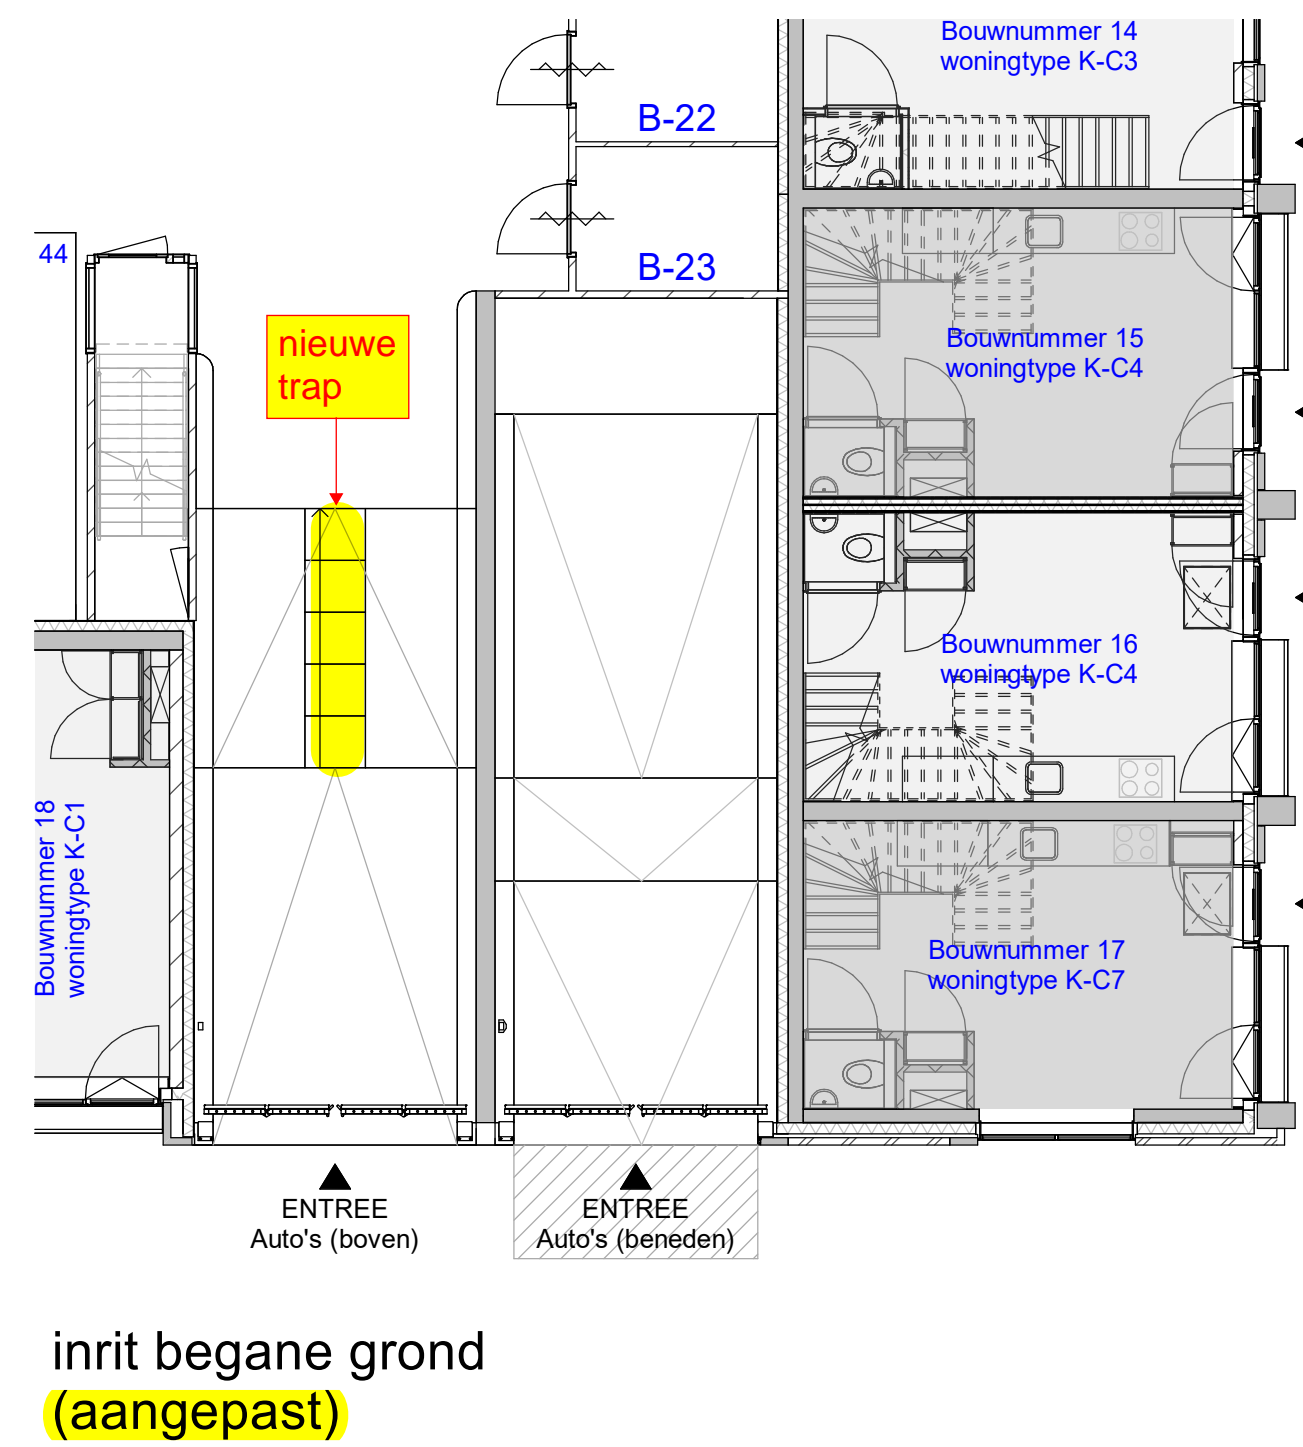 Bouwnummer 14
woningtype K-C3
B-22
44
B-23
nieuwe
trap
Bouwnummer 15
woningtype K-C4
Bouwnummer 16
woningtype K-C4
Bouwnummer 18
woningtype K-C1
Bouwnummer 17
woningtype K-C7
ENTREE
Auto's (boven)
ENTREE
Auto's (beneden)
inrit begane grond
(aangepast)